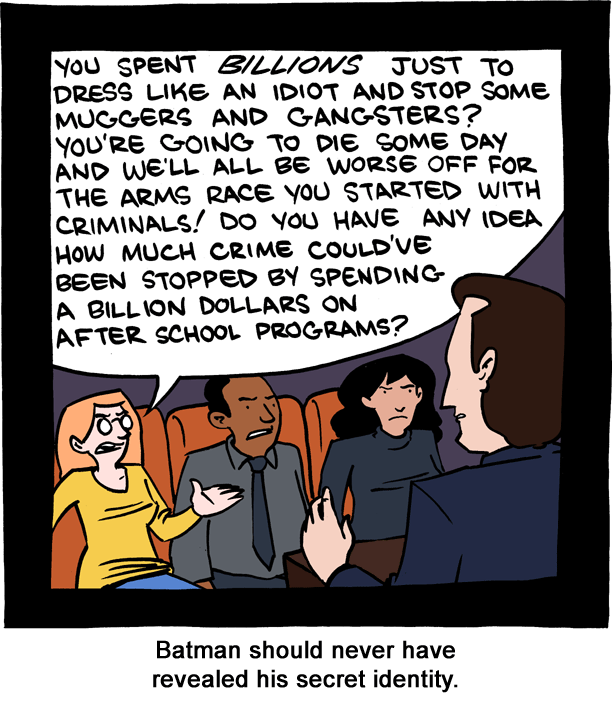 YOU SPENT BILLIONS JUST TO
DRESS LIKE AN IDIOT AND STOP SOME
MUGGERS AND GANGSTERS?
YOU'RE GOING TO DIE SOME DAY
AND WE'LL ALL BE WORSE OFF FOR
THE ARMS RACE YOU STARTED WITH
CRIMINALS! DO YOU HAVE ANY IDEA
HOW MUCH CRIME COULD'VE
BEEN STOPPED BY SPENDING
A BILLION DOLLARS ON
AFTER SCHOOL PROGRAMS?
Batman should never have
revealed his secret identity.